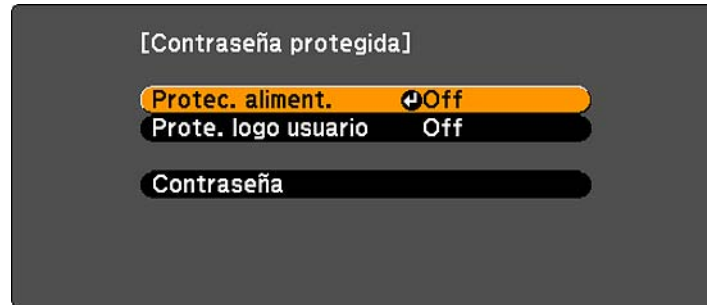 [Contraseña protegida]
Protec. aliment. Off
Prote. logo usuario Off
Contraseña